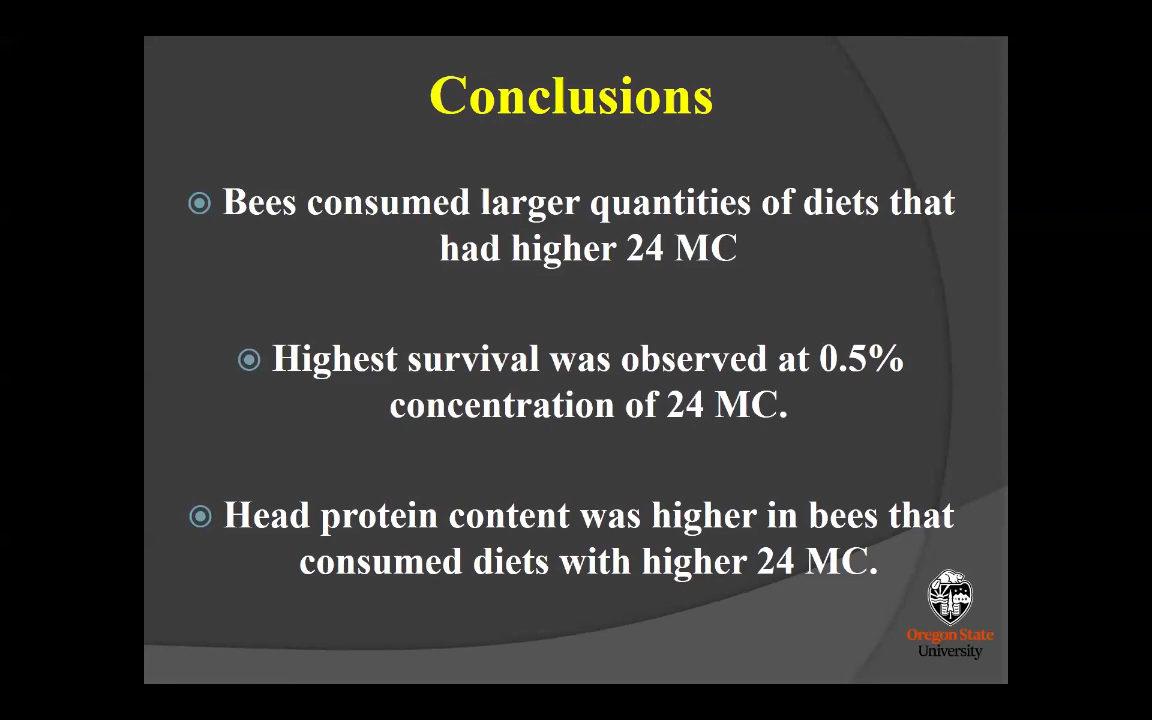 Conclusions
Bees consumed larger quantities of diets that
had higher 24 MC
Highest survival was observed at 0.5%
concentration of 24 MC.
Head protein content was higher in bees that
consumed diets with higher 24 MC.
Oregon State
University